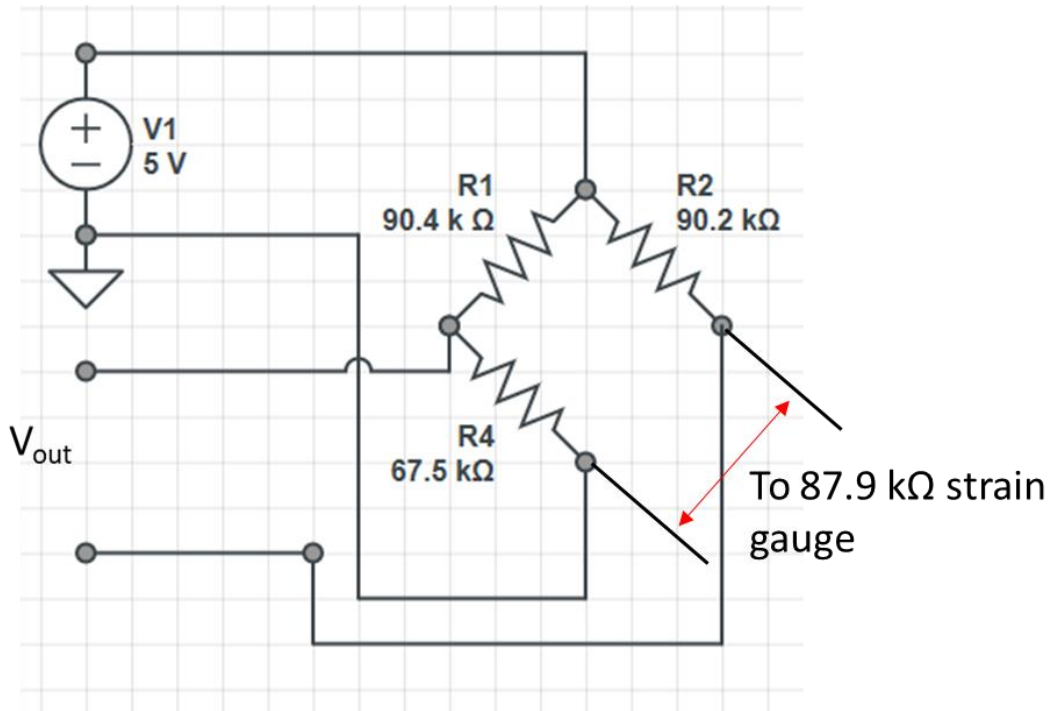 V1
5 V
R1
90.4 k Ω
R2
90.2 kΩ
V_out
R4
67.5 kΩ
To 87.9 kΩ strain
gauge